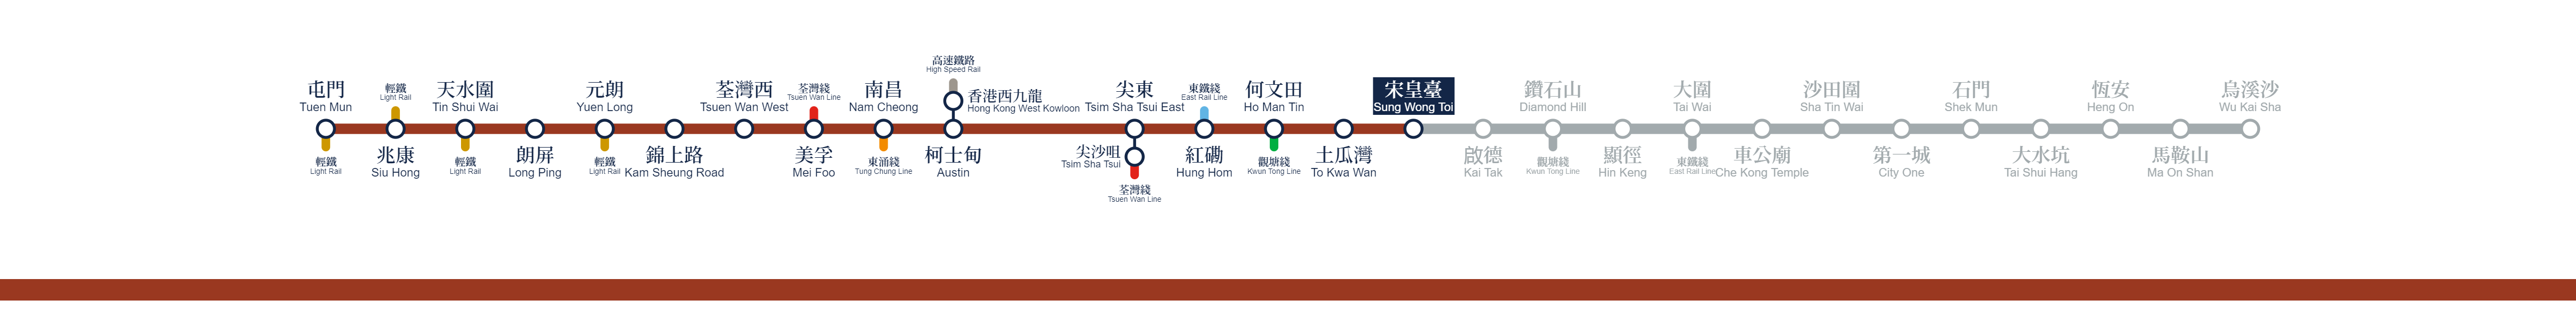 屯門
Tuen Mun
輕鐵
Light Rail
輕鐵
Light Rail
兆康
Siu Hong
天水圍
Tin Shui Wai
輕鐵
Light Rail
朗屏
Long Ping
元朗
Yuen Long
輕鐵
Light Rail
錦上路
Kam Sheung Road
荃灣西
Tsuen Wan West
荃灣綫
Tsuen Wan Line
美孚
Mei Foo
南昌
Nam Cheong
東涌綫
Tung Chung Line
高速鐵路
High Speed Rail
香港西九龍
Hong Kong West Kowloon
柯士甸
Austin
尖東
Tsim Sha Tsui East
尖沙咀
Tsim Sha Tsui
荃灣綫
Tsuen Wan Line
東鐵綫
East Rail Line
紅磡
Hung Hom
何文田
Ho Man Tin
觀塘綫
Kwun Tong Line
土瓜灣
To Kwa Wan
宋皇臺
Sung Wong Toi
啟德
Kai Tak
鑽石山
Diamond Hill
觀塘綫
Kwun Tong Line
顯徑
Hin Keng
大圍
Tai Wai
東鐵綫
East Rail Line
車公廟
Che Kong Temple
沙田圍
Sha Tin Wai
第一城
City One
石門
Shek Mun
大水坑
Tai Shui Hang
恆安
Heng On
馬鞍山
Ma On Shan
烏溪沙
Wu Kai Sha